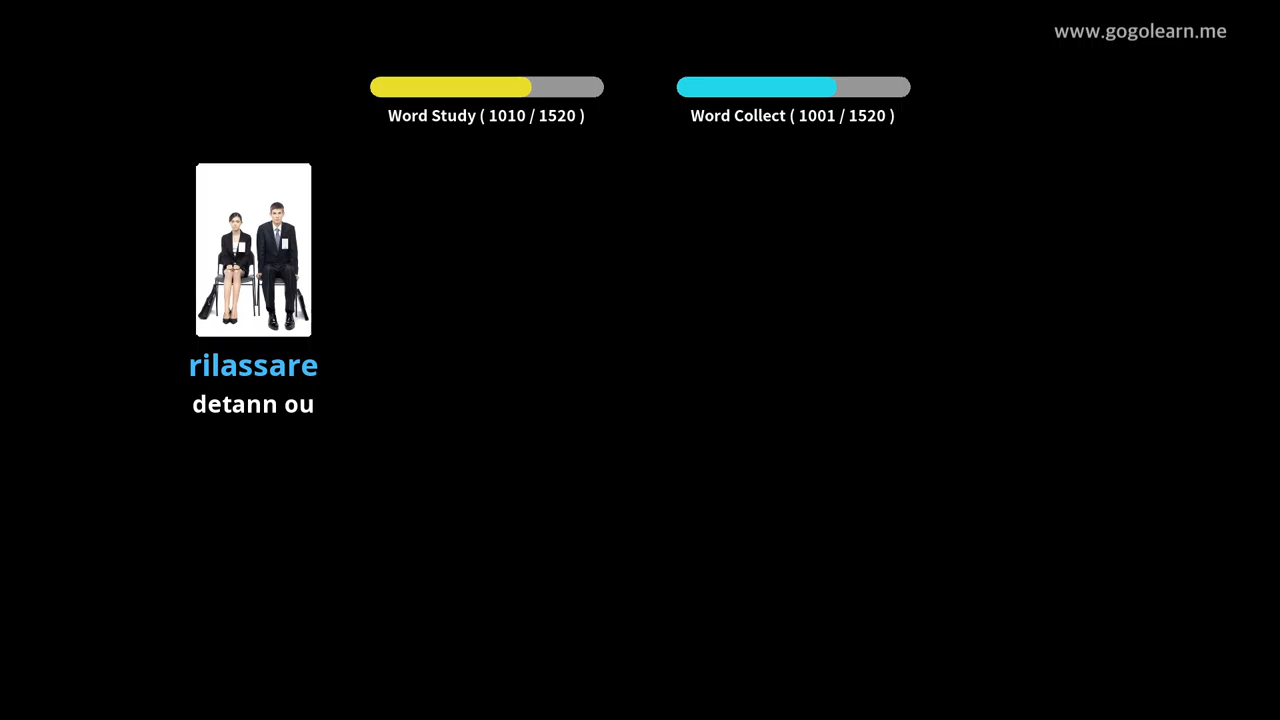 www.gogolearn.me
Word Study ( 1010 / 1520 )
Word Collect ( 1001 / 1520 )
rilassare
detann ou